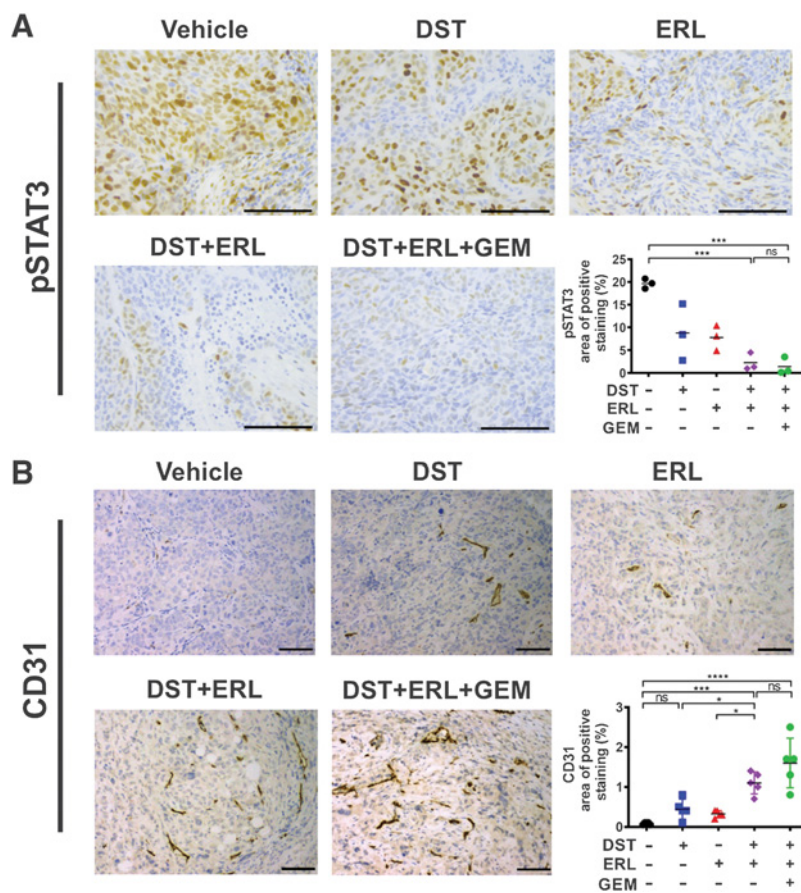 A
Vehicle DST ERL
pSTAT3
DST+ERL DST+ERL+GEM
pSTAT3
area of positive
staining (%)
25
20
15
10
5
0
***
*** ns
DST - + - + +
ERL - - + + +
GEM - - - - +
B
Vehicle DST ERL
CD31
DST+ERL DST+ERL+GEM
CD31
area of positive
staining (%)
3
2
1
0
****
*** ns
ns *
*
DST - + - + +
ERL - - + + +
GEM - - - - +